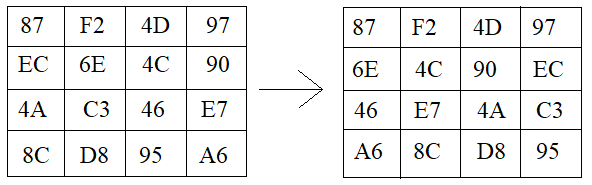 87 F2 4D 97
EC 6E 4C 90
4A C3 46 E7
8C D8 95 A6
87 F2 4D 97
6E 4C 90 EC
46 E7 4A C3
A6 8C D8 95